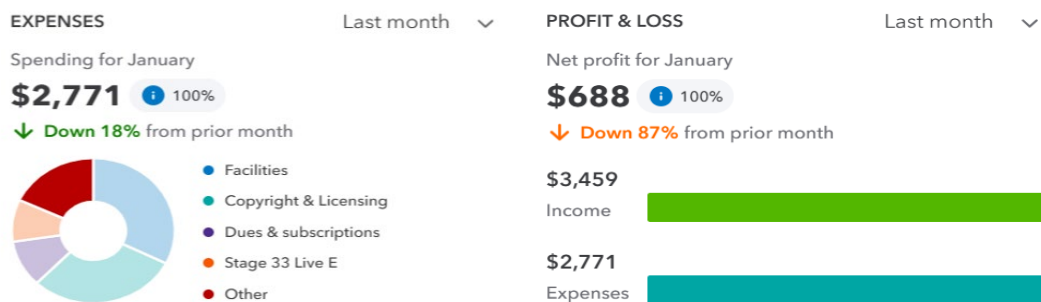 EXPENSES
Last month
Spending for January
$2,771 i 100%
Down 18% from prior month
Facilities
Copyright & Licensing
Dues & subscriptions
Stage 33 Live E
Other
PROFIT & LOSS
Last month
Net profit for January
$688 i 100%
Down 87% from prior month
$3,459
Income
$2,771
Expenses